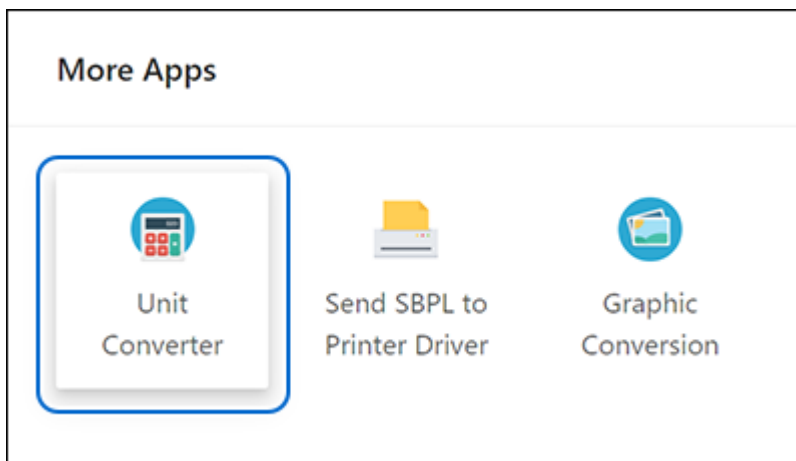 More Apps
Unit
Converter
Send SBPL to
Printer Driver
Graphic
Conversion